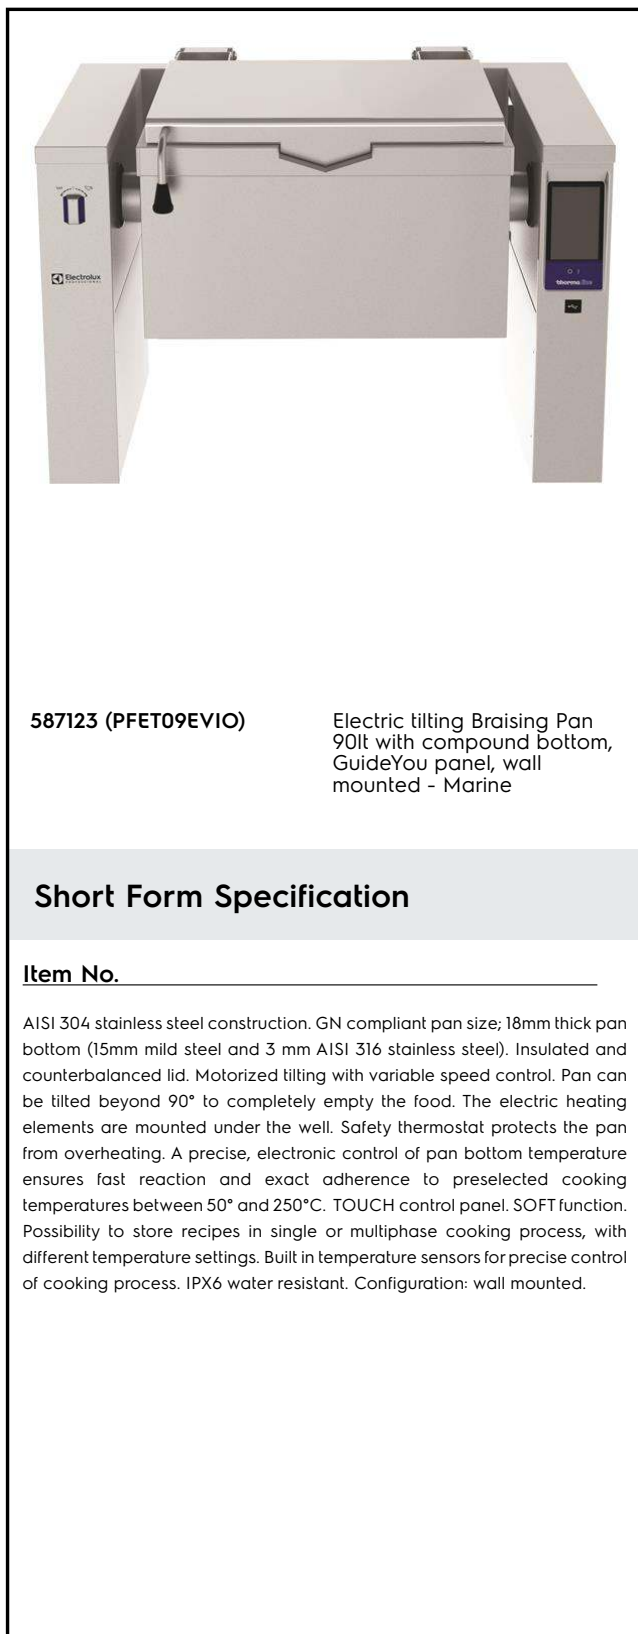 Electrolux
PROFESSIONAL
thermaline
587123 (PFET09EVIO)
Electric tilting Braising Pan
90lt with compound bottom,
GuideYou panel, wall
mounted - Marine
Short Form Specification
Item No.
AISI 304 stainless steel construction. GN compliant pan size; 18mm thick pan
bottom (15mm mild steel and 3 mm AISI 316 stainless steel). Insulated and
counterbalanced lid. Motorized tilting with variable speed control. Pan can
be tilted beyond 90° to completely empty the food. The electric heating
elements are mounted under the well. Safety thermostat protects the pan
from overheating. A precise, electronic control of pan bottom temperature
ensures fast reaction and exact adherence to preselected cooking
temperatures between 50° and 250°C. TOUCH control panel. SOFT function.
Possibility to store recipes in single or multiphase cooking process, with
different temperature settings. Built in temperature sensors for precise control
of cooking process. IPX6 water resistant. Configuration: wall mounted.